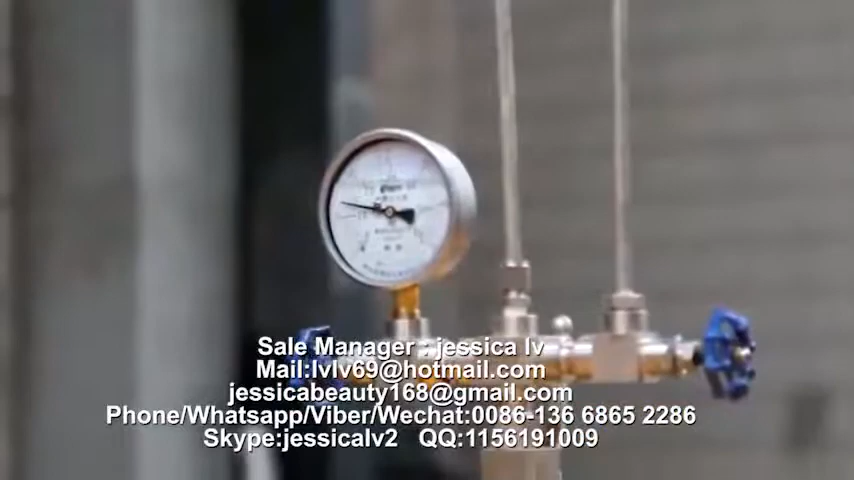 Sale Manager : jessica lv
Mail:lvlv69@hotmail.com
jessicabeauty168@gmail.com
Phone/Whatsapp/Viber/Wechat:0086-136 6865 2286
Skype:jessicalv2 QQ:1156191009